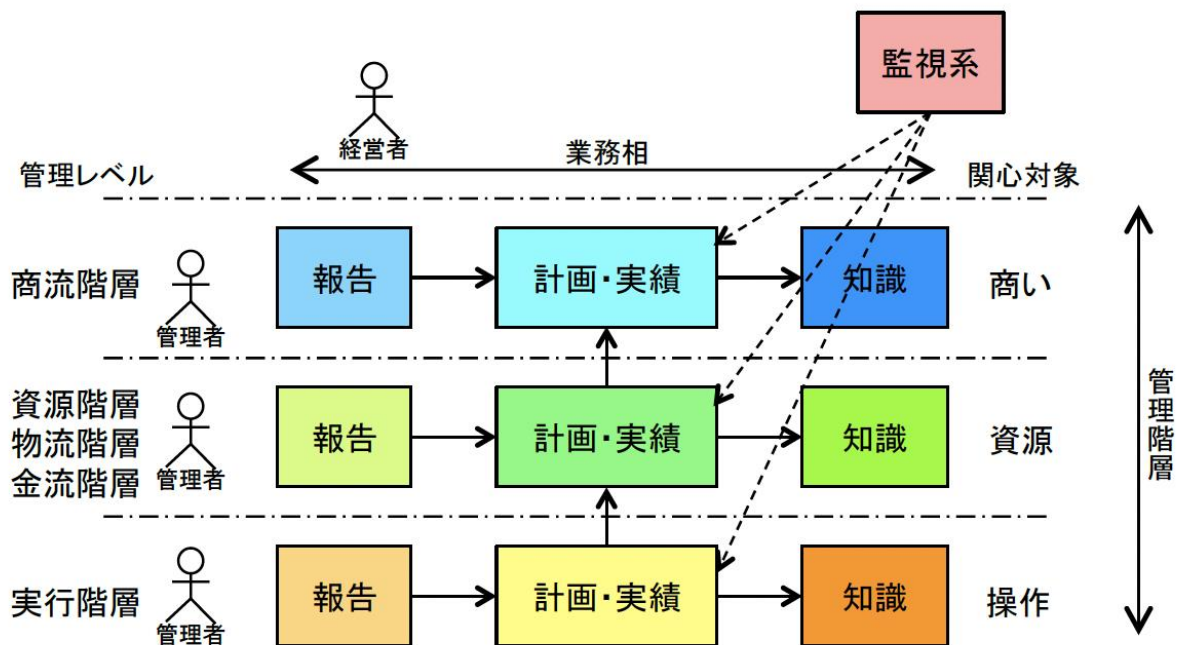 監視系
経営者
業務相
管理レベル
関心対象
商流階層
管理者
報告
計画・実績
知識
商い
資源階層
物流階層
金流階層
管理者
報告
計画・実績
知識
資源
管理階層
実行階層
管理者
報告
計画・実績
知識
操作